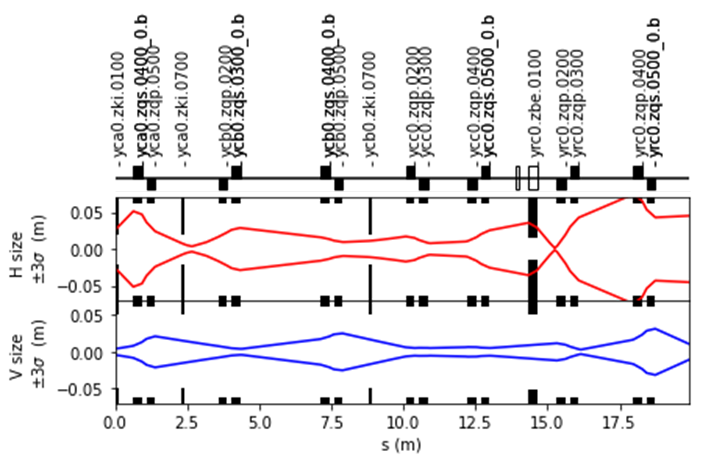 yca0.zki.0100
yca0.zqs.0400_0.b
yca0.zqp.0500
yca0.zki.0700
ycb0.zqp.0200
ycb0.zqs.0300_0.b
ycb0.zqs.0400_0.b
ycb0.zqp.0500
ycb0.zki.0700
ycc0.zqp.0200
ycc0.zqp.0300
ycc0.zqp.0400
ycc0.zqs.0500_0.b
yrc0.zbe.0100
yrc0.zqp.0200
yrc0.zqp.0300
yrc0.zqp.0400
yrc0.zqs.0500_0.b
H size
±3σ (m)
0.05
0.00
−0.05
V size
±3σ (m)
0.05
0.00
−0.05
0.0 2.5 5.0 7.5 10.0 12.5 15.0 17.5
s (m)